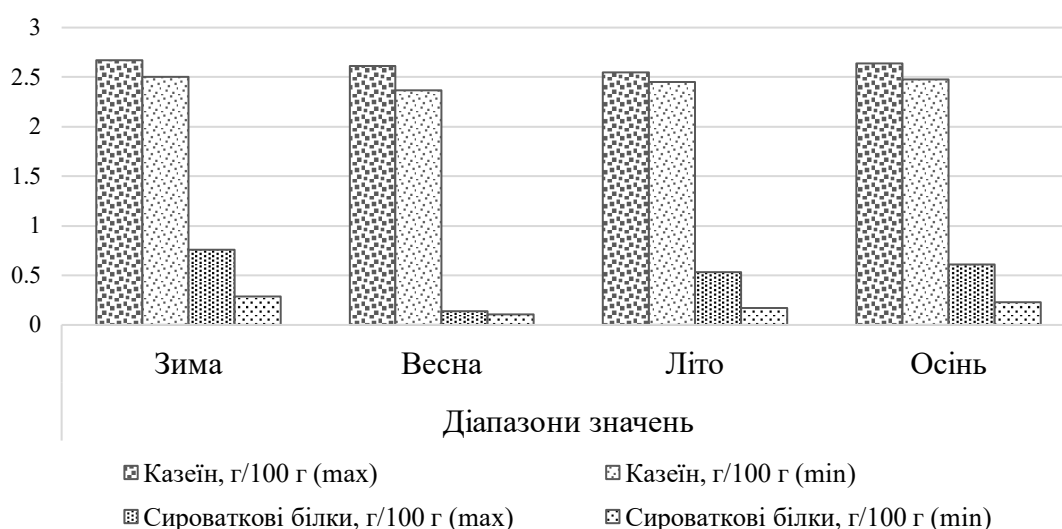 3
2.5
2
1.5
1
0.5
0
Зима Весна Літо Осінь
Діапазони значень
Казеїн, г/100 г (max) Казеїн, г/100 г (min)
Сироваткові білки, г/100 г (max) Сироваткові білки, г/100 г (min)